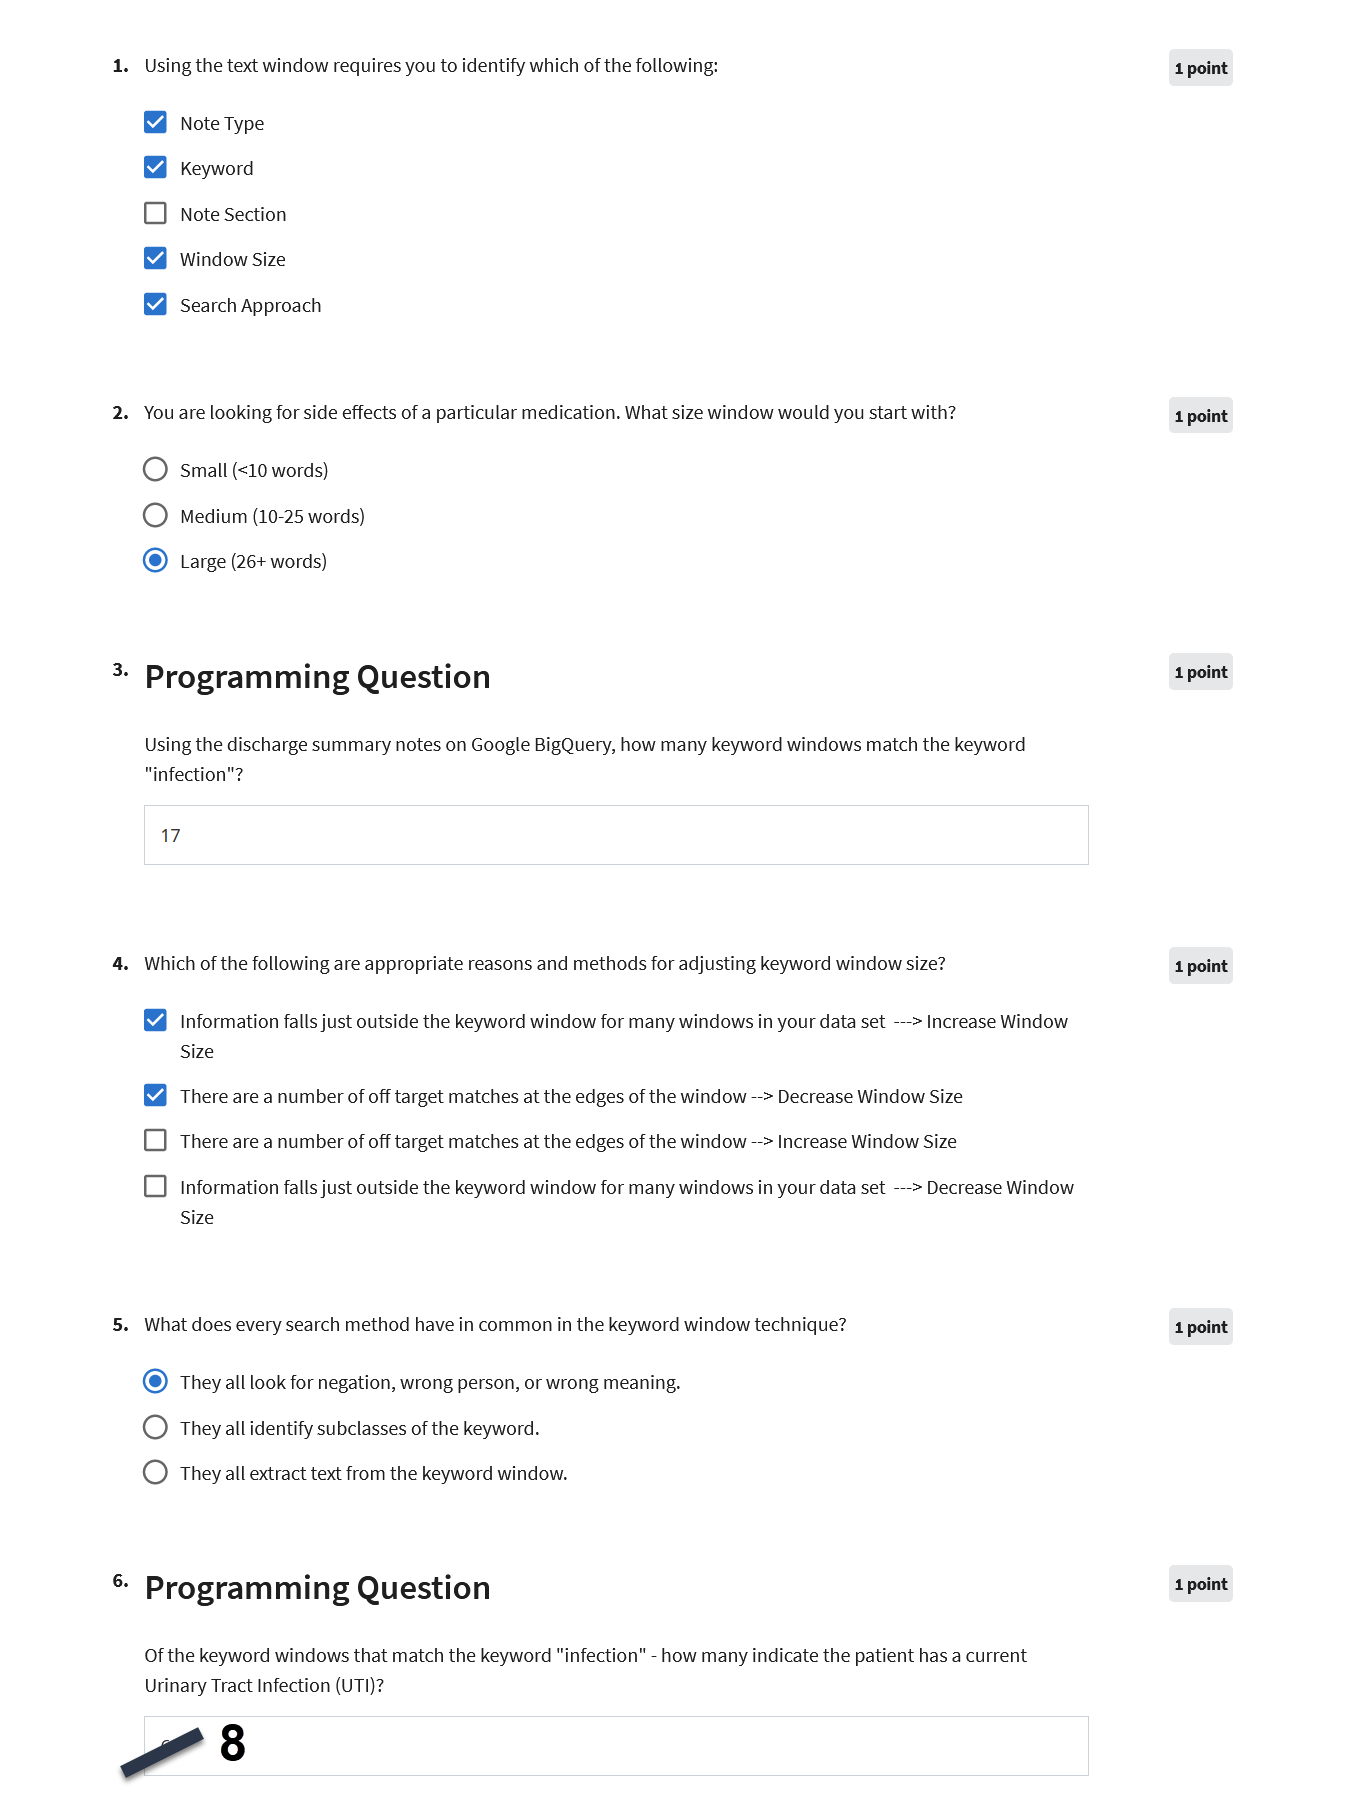 1. Using the text window requires you to identify which of the following:
1 point
Note Type
Keyword
Note Section
Window Size
Search Approach
2. You are looking for side effects of a particular medication. What size window would you start with?
1 point
Small (<10 words)
Medium (10-25 words)
Large (26+ words)
3. Programming Question
1 point
Using the discharge summary notes on Google BigQuery, how many keyword windows match the keyword
"infection"?
17
4. Which of the following are appropriate reasons and methods for adjusting keyword window size?
1 point
Information falls just outside the keyword window for many windows in your data set ---> Increase Window
Size
There are a number of off target matches at the edges of the window --> Decrease Window Size
There are a number of off target matches at the edges of the window --> Increase Window Size
Information falls just outside the keyword window for many windows in your data set ---> Decrease Window
Size
5. What does every search method have in common in the keyword window technique?
1 point
They all look for negation, wrong person, or wrong meaning.
They all identify subclasses of the keyword.
They all extract text from the keyword window.
6. Programming Question
1 point
Of the keyword windows that match the keyword "infection" - how many indicate the patient has a current
Urinary Tract Infection (UTI)?
8